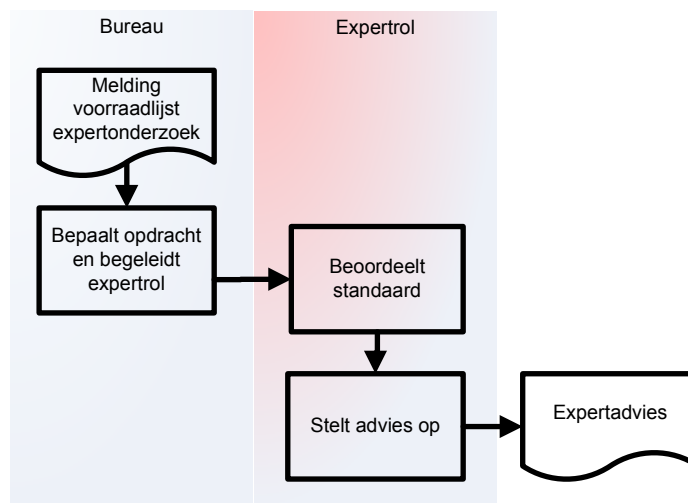 Bureau
Expertrol
Melding
voorraadlijst
expertonderzoek
Bepaalt opdracht
en begeleidt
expertrol
Beoordeelt
standaard
Stelt advies op
Expertadvies